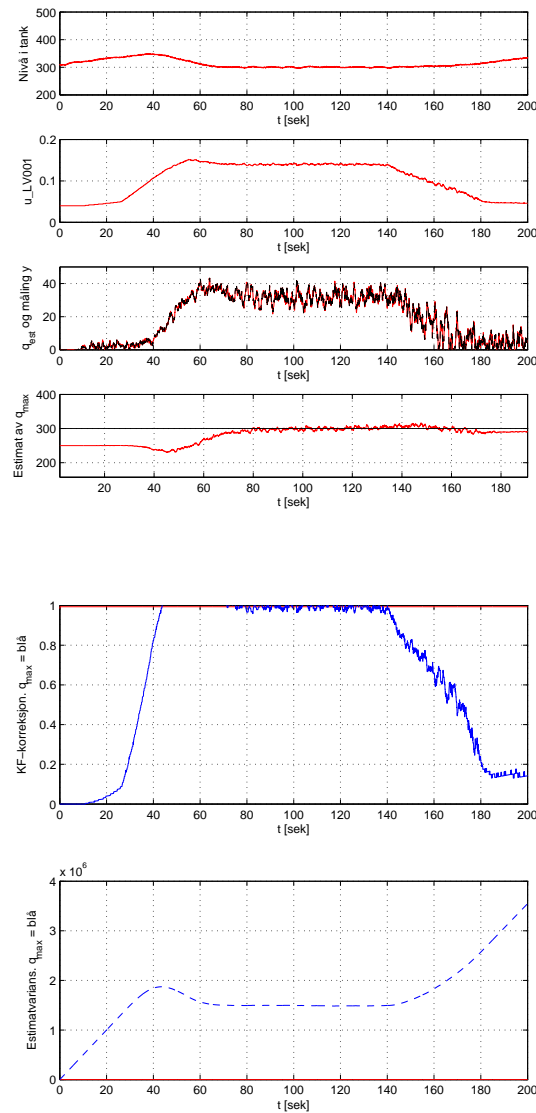 500
400
300
200
0 20 40 60 80 100 120 140 160 180 200
t [sek]
Nivå i tank
0.2
0.1
0
0 20 40 60 80 100 120 140 160 180 200
t [sek]
u_LV001
40
20
0
0 20 40 60 80 100 120 140 160 180 200
t [sek]
q_est og måling y
400
300
200
20 40 60 80 100 120 140 160 180
t [sek]
Estimat av q_max
1
0.8
0.6
0.4
0.2
0
0 20 40 60 80 100 120 140 160 180 200
t [sek]
KF−korreksjon. q_max = blå
x 10^6
4
3
2
1
0
0 20 40 60 80 100 120 140 160 180 200
t [sek]
Estimatvarians. q_max = blå